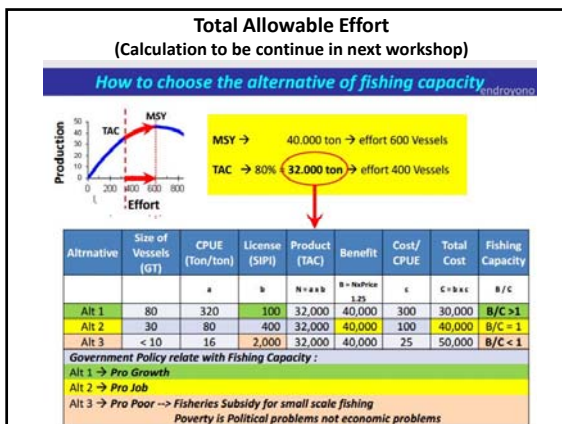 Total Allowable Effort
(Calculation to be continue in next workshop)
How to choose the alternative of fishing capacity
endroyono
Production
50
40
30
20
10
0
0 200 400 600 800
TAC
MSY
Effort
MSY → 40.000 ton → effort 600 Vessels
TAC → 80% = 32.000 ton → effort 400 Vessels
Altrnative Size of Vessels (GT) CPUE (Ton/ton) License (SIPI) Product (TAC) Benefit Cost/ CPUE Total Cost Fishing Capacity
a b N = a x b B = NxPrice 1.25 c C = b x c B / C
Alt 1 80 320 100 32,000 40,000 300 30,000 B/C >1
Alt 2 30 80 400 32,000 40,000 100 40,000 B/C = 1
Alt 3 < 10 16 2,000 32,000 40,000 25 50,000 B/C < 1
Government Policy relate with Fishing Capacity :
Alt 1 → Pro Growth
Alt 2 → Pro Job
Alt 3 → Pro Poor --> Fisheries Subsidy for small scale fishing
Poverty is Political problems not economic problems